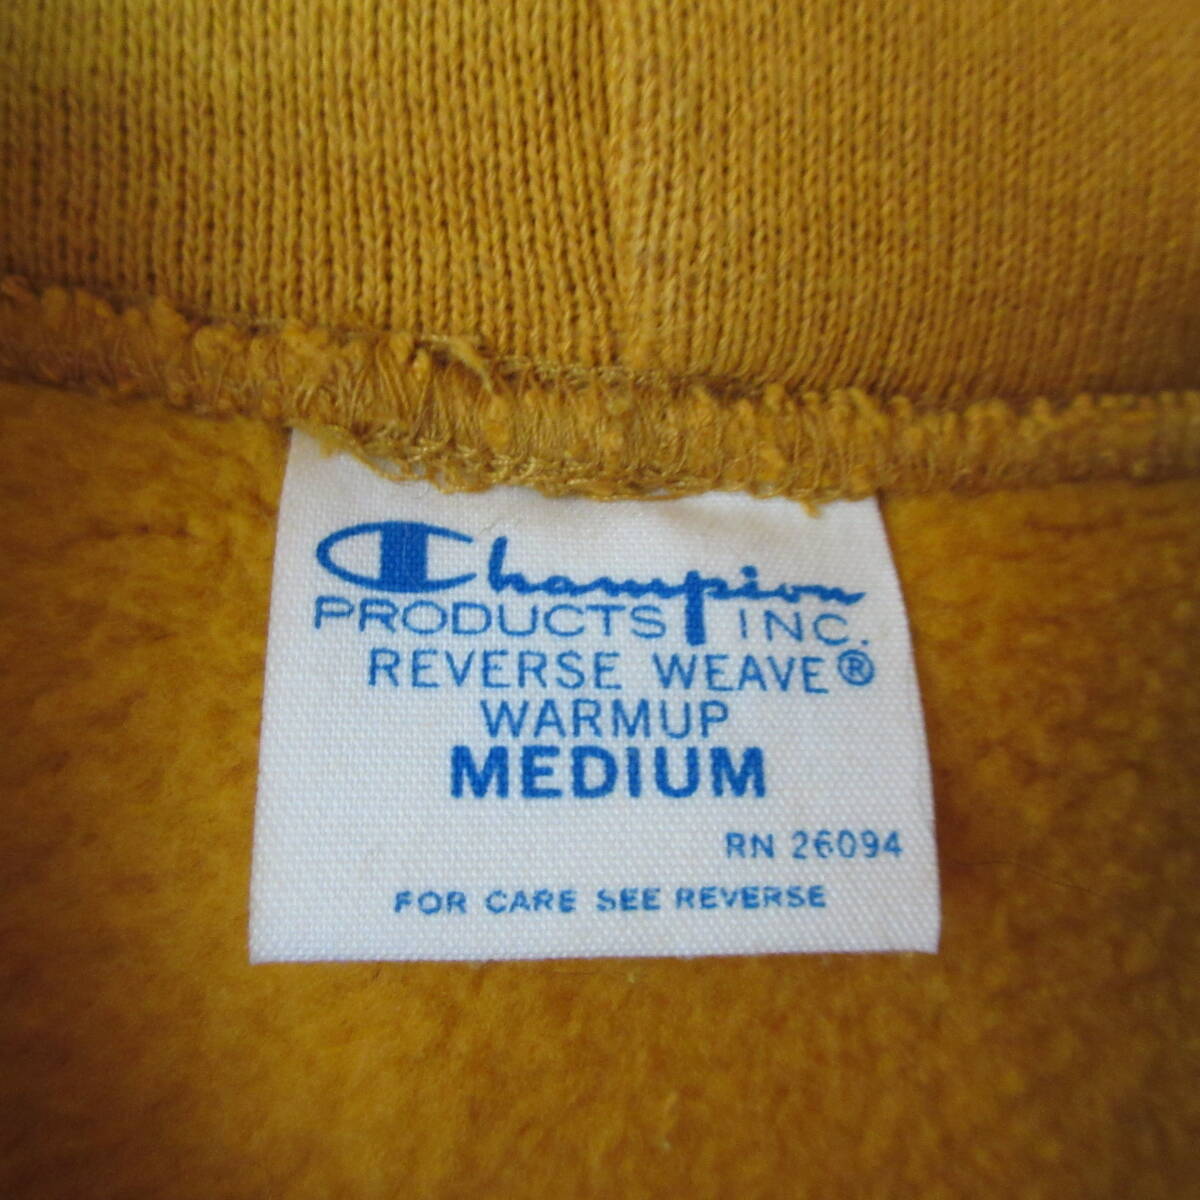 Champion
PRODUCTS INC.
REVERSE WEAVE®
WARMUP
MEDIUM
RN 26094
FOR CARE SEE REVERSE